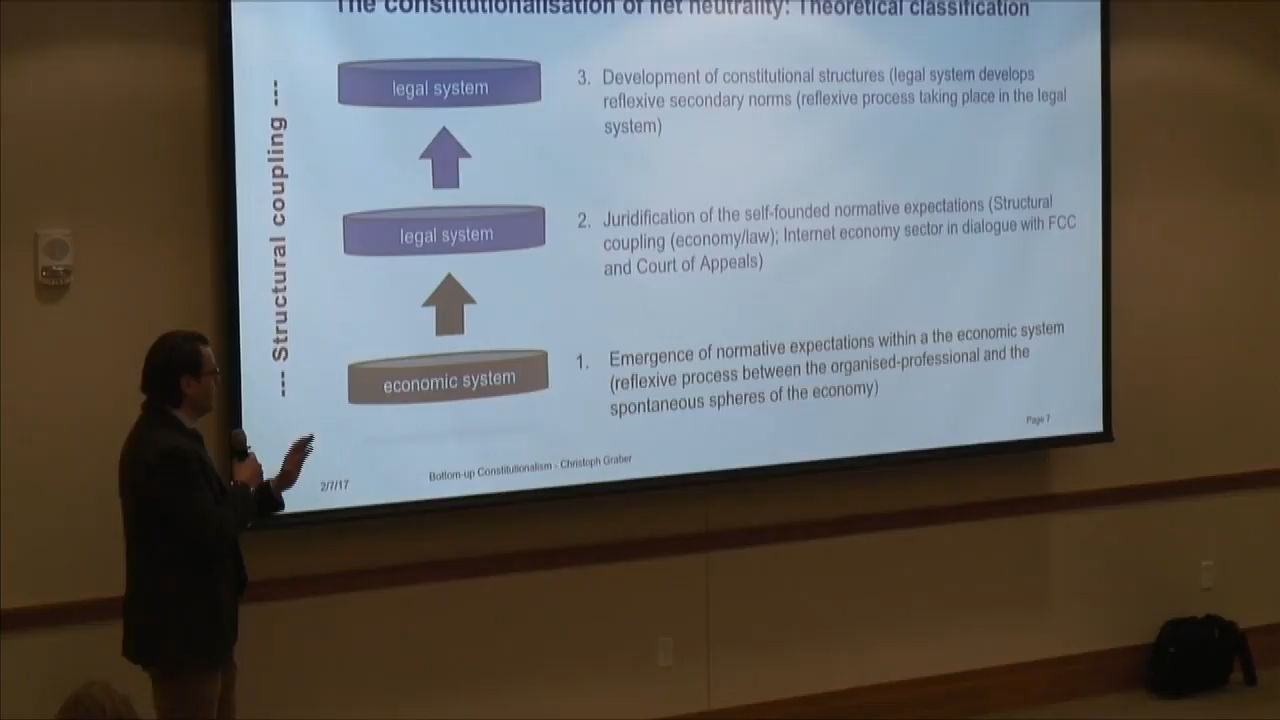 The constitutionalisation of net neutrality: Theoretical classification
--- Structural coupling ---
legal system
3. Development of constitutional structures (legal system develops
reflexive secondary norms (reflexive process taking place in the legal
system)
legal system
2. Juridification of the self-founded normative expectations (Structural
coupling (economy/law); Internet economy sector in dialogue with FCC
and Court of Appeals)
economic system
1. Emergence of normative expectations within a the economic system
(reflexive process between the organised-professional and the
spontaneous spheres of the economy)
Page 7
Bottom-up Constitutionalism - Christoph Graber
2/7/17